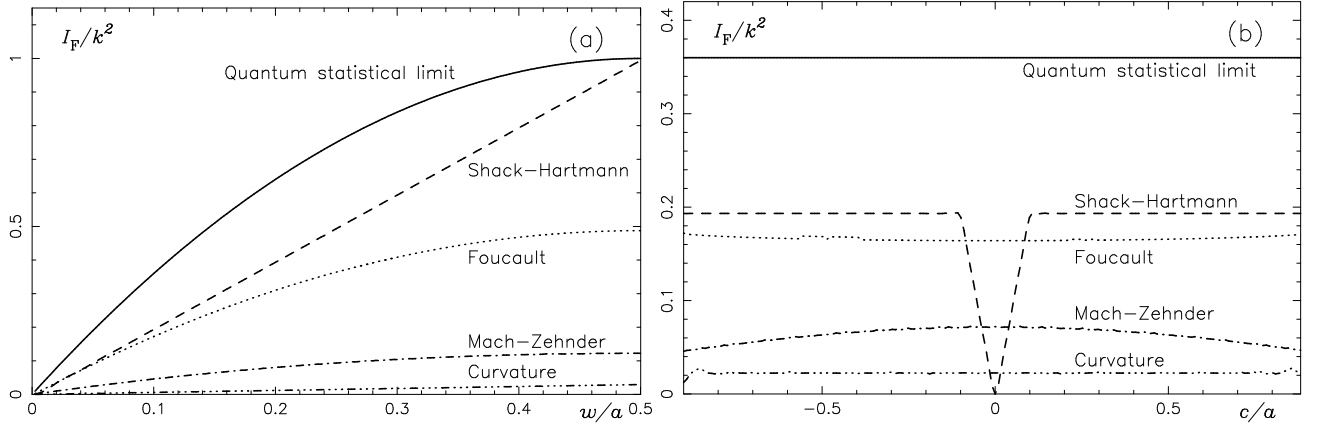 I_F/k²
(a)
Quantum statistical limit
Shack–Hartmann
Foucault
Mach–Zehnder
Curvature
1
0.5
0
0
0.1
0.2
0.3
0.4
w/a
0.5
I_F/k²
(b)
Quantum statistical limit
Shack–Hartmann
Foucault
Mach–Zehnder
Curvature
0.4
0.3
0.2
0.1
0
−0.5
0
0.5
c/a